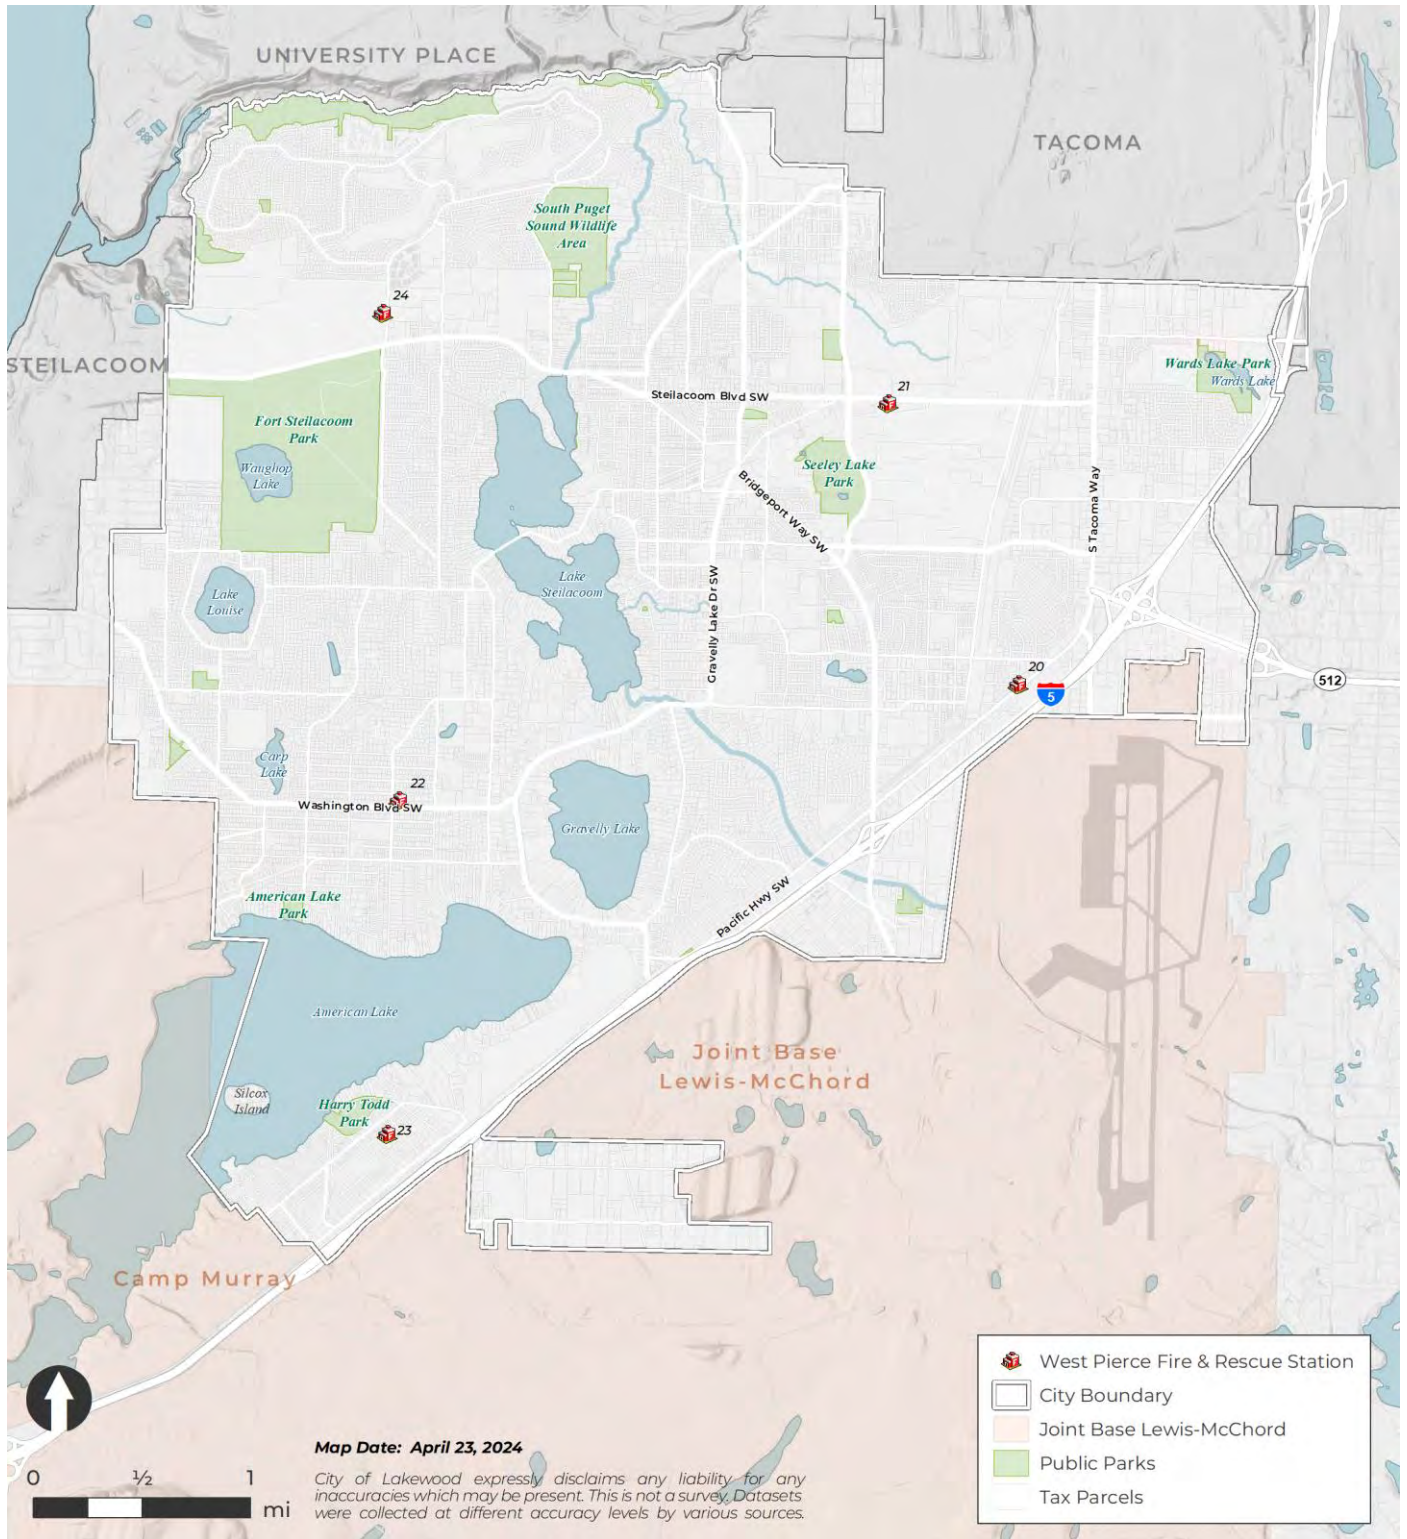 UNIVERSITY PLACE
TACOMA
South Puget
Sound Wildlife
Area
24
STEILACOOM
Wards Lake Park
Wards Lake
21
Steilacoom Blvd SW
Fort Steilacoom
Park
Waughop
Lake
Seeley Lake
Park
Bridgeport Way SW
S Tacoma Way
Lake
Steilacoom
Lake
Louise
Gravelly Lake Dr SW
20
5
512
Carp
Lake
22
Washington Blvd SW
Gravelly Lake
American Lake
Park
Pacific Hwy SW
American Lake
Joint Base
Lewis-McChord
Silcox
Island
Harry Todd
Park
23
Camp Murray
West Pierce Fire & Rescue Station
City Boundary
Joint Base Lewis-McChord
Public Parks
Tax Parcels
0 ½ 1
mi
Map Date: April 23, 2024
City of Lakewood expressly disclaims any liability for any
inaccuracies which may be present. This is not a survey. Datasets
were collected at different accuracy levels by various sources.